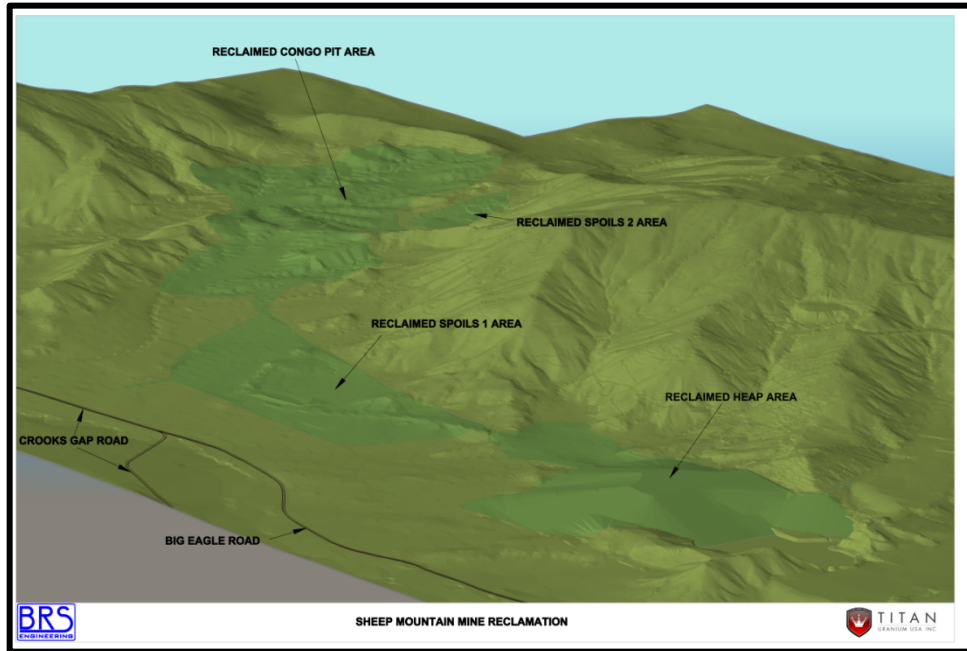 RECLAIMED CONGO PIT AREA
RECLAIMED SPOILS 2 AREA
RECLAIMED SPOILS 1 AREA
RECLAIMED HEAP AREA
CROOKS GAP ROAD
BIG EAGLE ROAD
BRS
ENGINEERING
SHEEP MOUNTAIN MINE RECLAMATION
TITAN
URANIUM USA INC